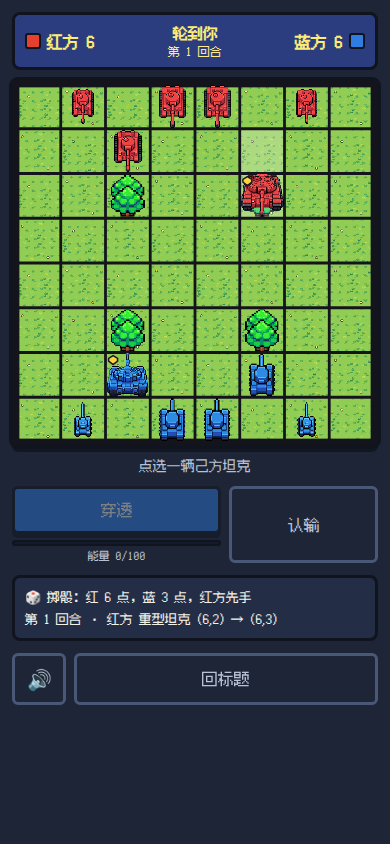 红方 6
轮到你
第 1 回合
蓝方 6
点选一辆己方坦克
穿透
能量 0/100
认输
🎲 掷骰：红 6 点，蓝 3 点，红方先手
第 1 回合 · 红方 重型坦克 (6,2) → (6,3)
回标题